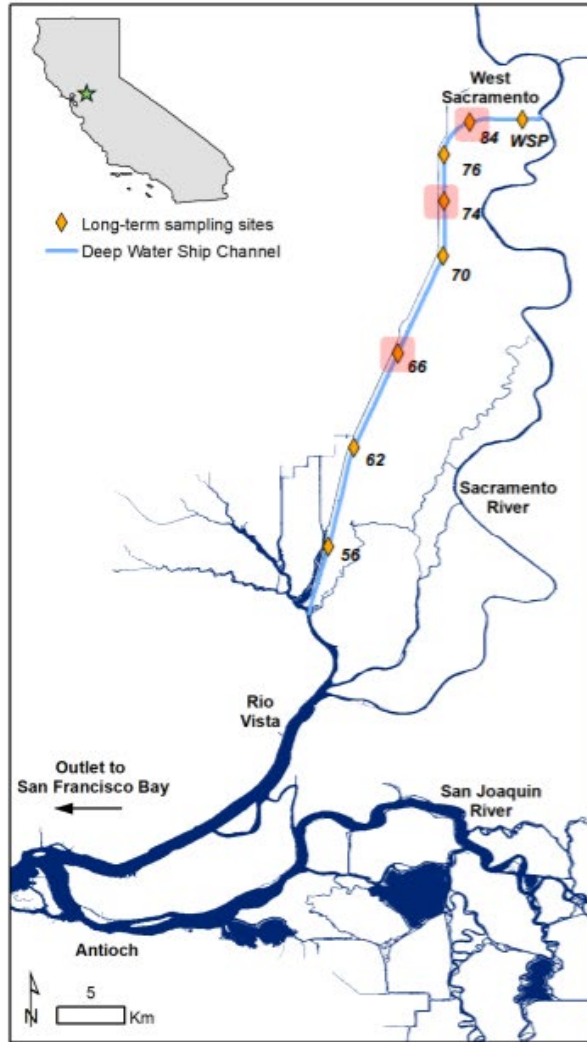 West
Sacramento
84
WSP
76
Long-term sampling sites
74
Deep Water Ship Channel
70
66
62
Sacramento
River
56
Rio
Vista
Outlet to
San Francisco Bay
San Joaquin
River
Antioch
N
5
Km